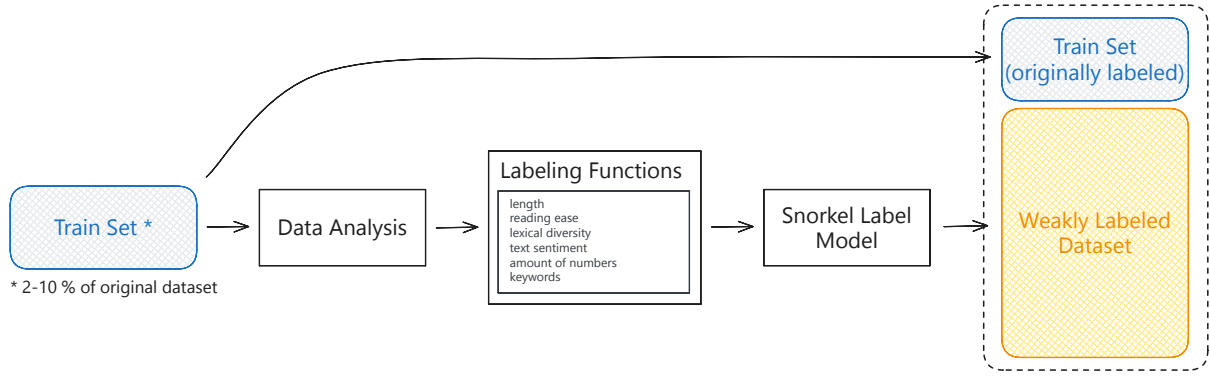 Train Set *
* 2-10 % of original dataset
Data Analysis
Labeling Functions
length
reading ease
lexical diversity
text sentiment
amount of numbers
keywords
Snorkel Label
Model
Train Set
(originally labeled)
Weakly Labeled
Dataset